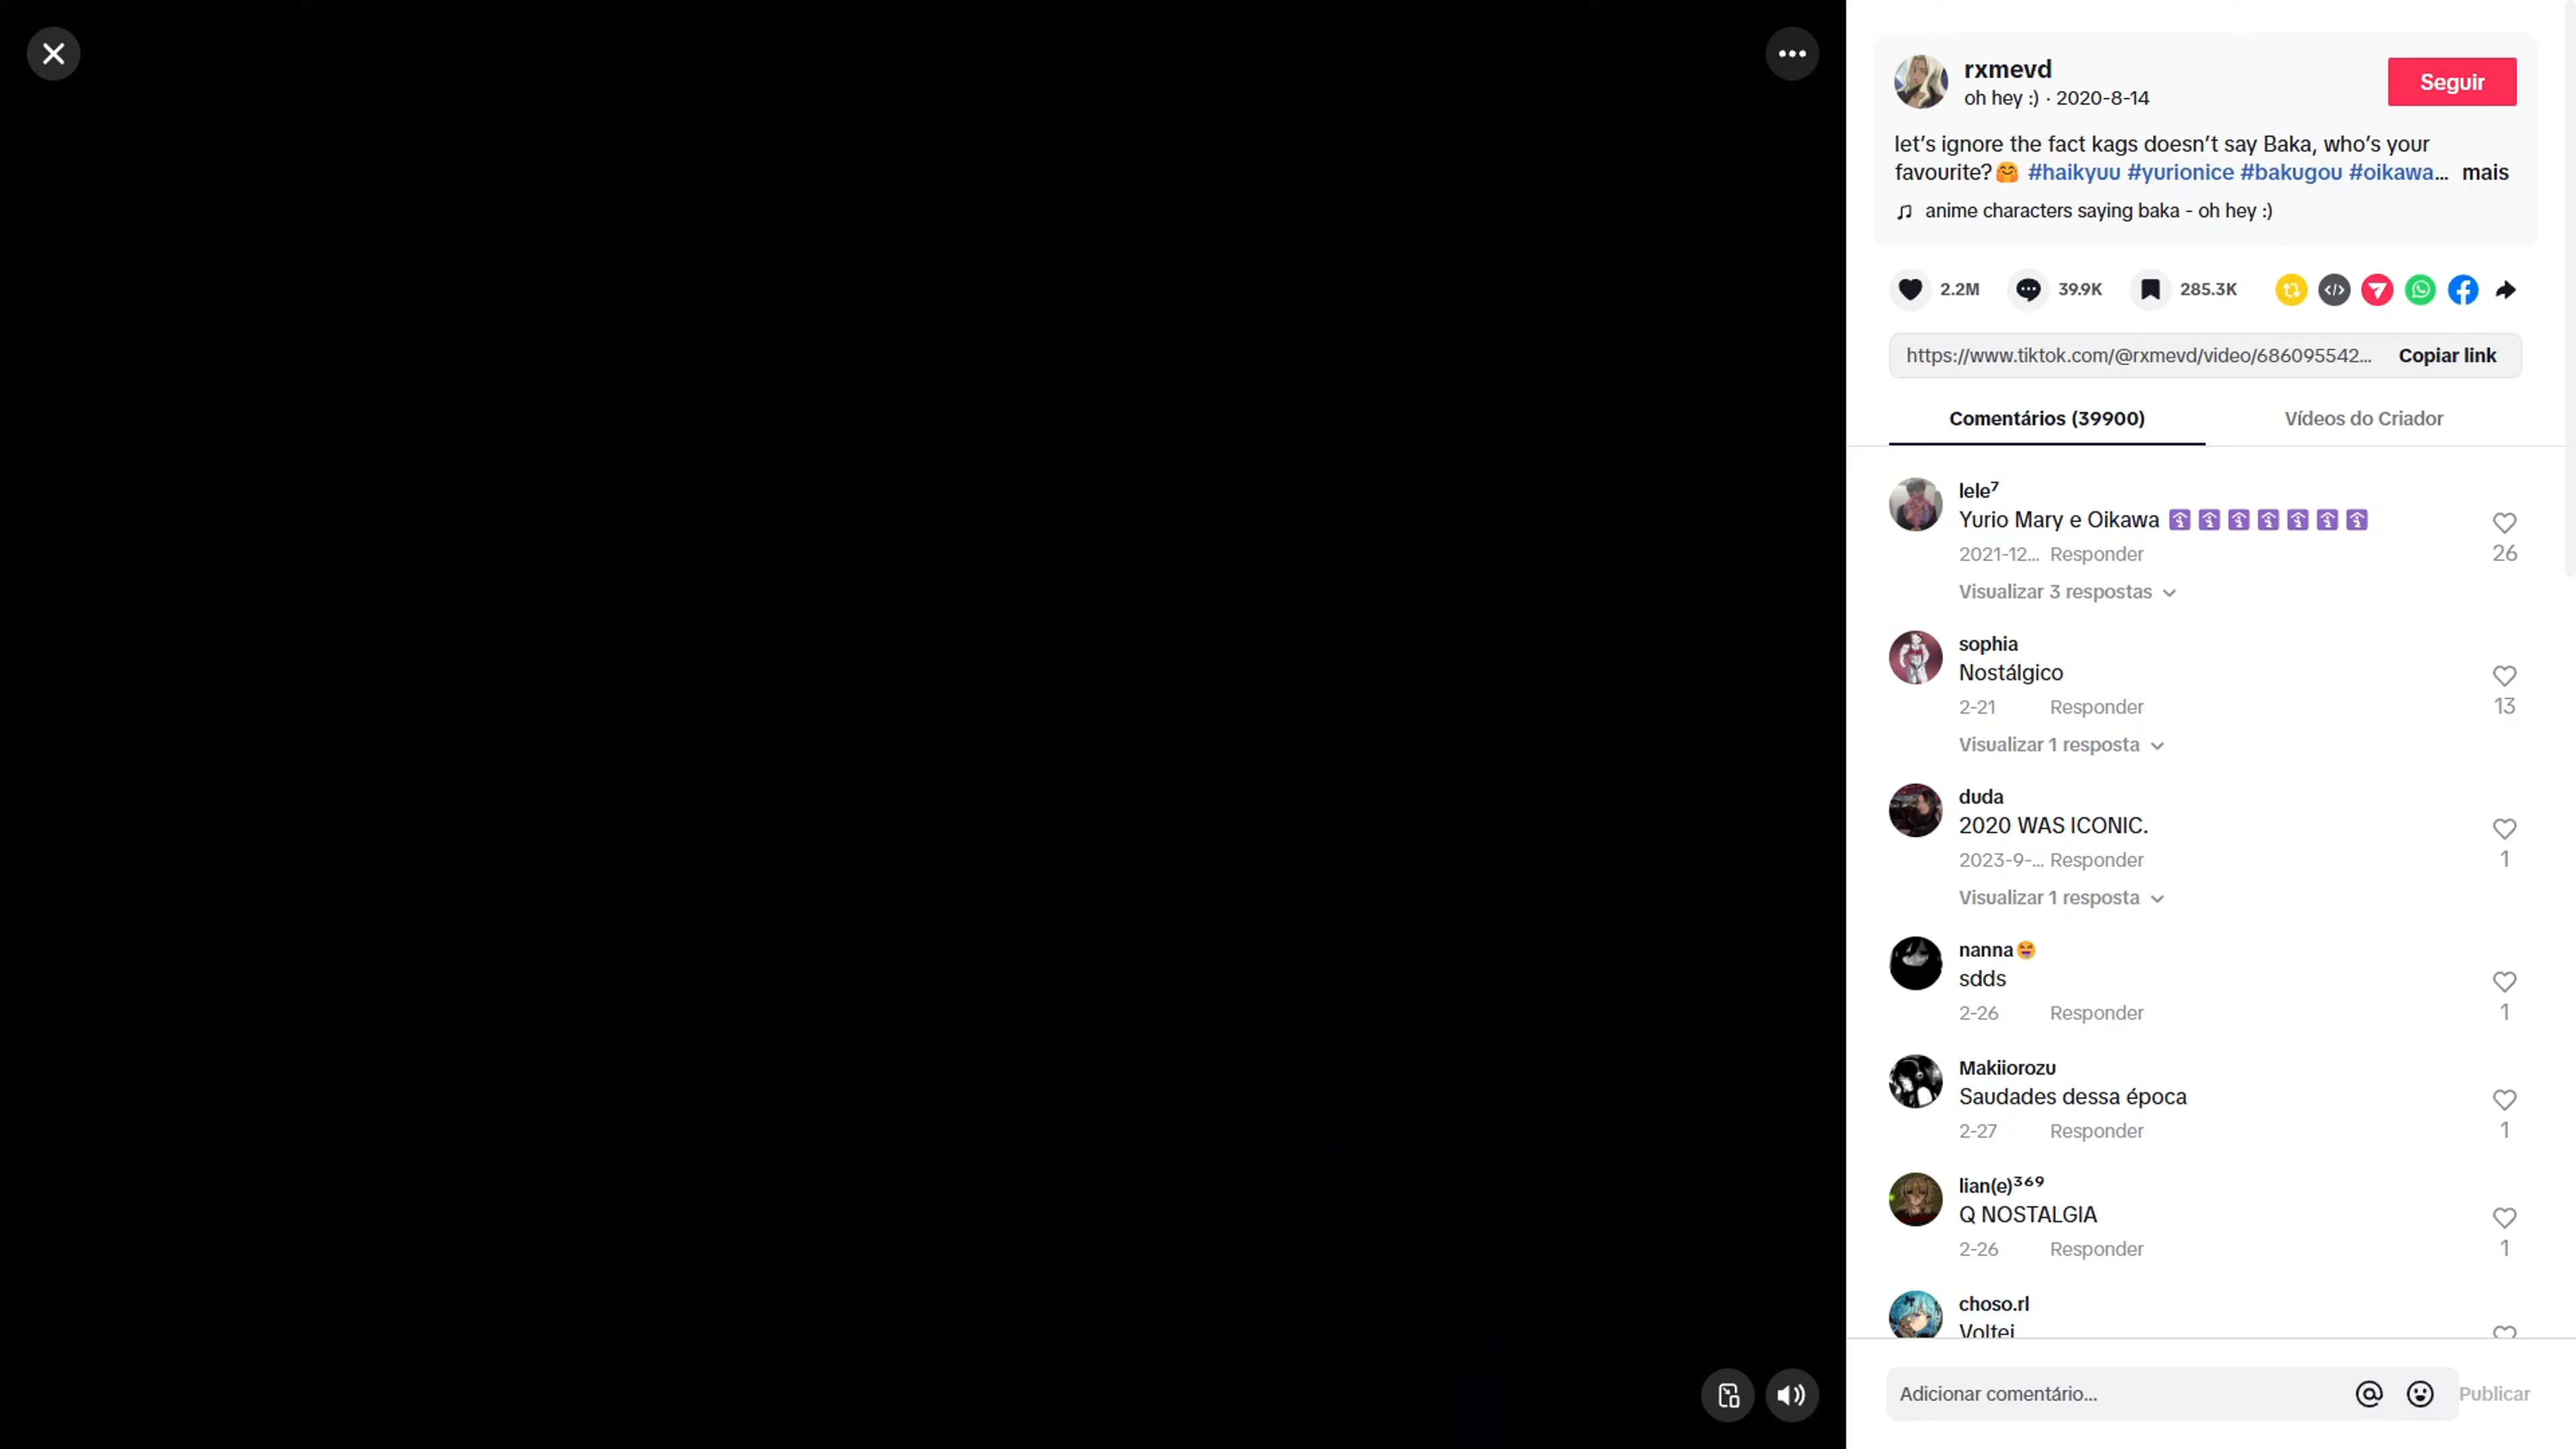 rxmevd
oh hey :) · 2020-8-14
Seguir
let's ignore the fact kags doesn't say Baka, who's your
favourite?🤗 #haikyuu #yurionice #bakugou #oikawa... mais
anime characters saying baka - oh hey :)
2.2M
39.9K
285.3K
https://www.tiktok.com/@rxmevd/video/686095542...
Copiar link
Comentários (39900)
Vídeos do Criador
lele⁷
Yurio Mary e Oikawa 🛐🛐🛐🛐🛐🛐🛐
2021-12... Responder
26
Visualizar 3 respostas
sophia
Nostálgico
2-21 Responder
13
Visualizar 1 resposta
duda
2020 WAS ICONIC.
2023-9-... Responder
1
Visualizar 1 resposta
nanna😝
sdds
2-26 Responder
1
Makiiorozu
Saudades dessa época
2-27 Responder
1
lian(e)³⁶⁹
Q NOSTALGIA
2-26 Responder
1
choso.rl
Voltei
Adicionar comentário...
Publicar